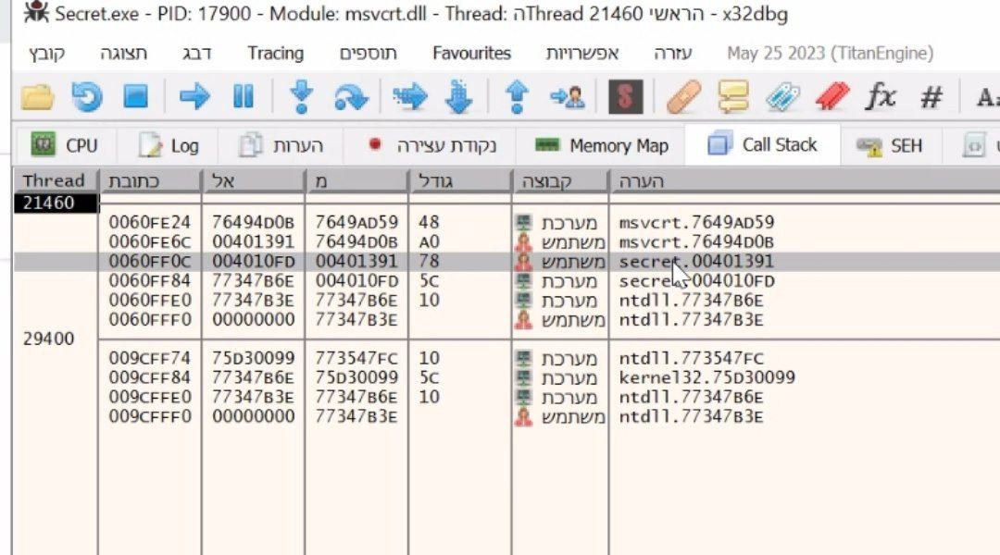 Secret.exe - PID: 17900 - Module: msvcrt.dll - Thread: הThread 21460 הראשי - x32dbg
קובץ תצוגה דבג Tracing תוספים Favourites אפשרויות עזרה May 25 2023 (TitanEngine)
S fx #
CPU Log הערות נקודת עצירה Memory Map Call Stack SEH
Thread כתובת אל מ גודל קבוצה הערה
21460
0060FE24 76494D0B 7649AD59 48 מערכת msvcrt.7649AD59
0060FE6C 00401391 76494D0B A0 משתמש msvcrt.76494D0B
0060FF0C 004010FD 00401391 78 משתמש secret.00401391
0060FF84 77347B6E 004010FD 5C מערכת secret.004010FD
0060FFE0 77347B3E 77347B6E 10 מערכת ntdll.77347B6E
0060FFF0 00000000 77347B3E משתמש ntdll.77347B3E
29400
009CFF74 75D30099 773547FC 10 מערכת ntdll.773547FC
009CFF84 77347B6E 75D30099 5C מערכת kernel32.75D30099
009CFFE0 77347B3E 77347B6E 10 מערכת ntdll.77347B6E
009CFFF0 00000000 77347B3E משתמש ntdll.77347B3E